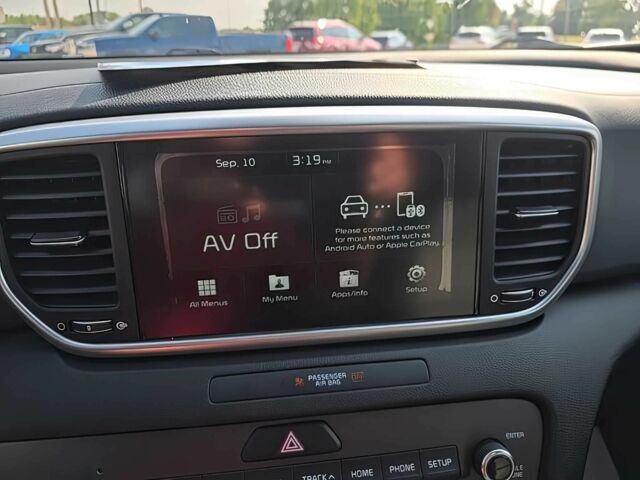 Sep. 10 3:19 PM
AV Off
Please connect a device
for more features such as
Android Auto or Apple CarPlay.
All Menus
My Menu
Apps/Info
Setup
PASSENGER
AIR BAG
ENTER
TRACK
HOME
PHONE
SETUP